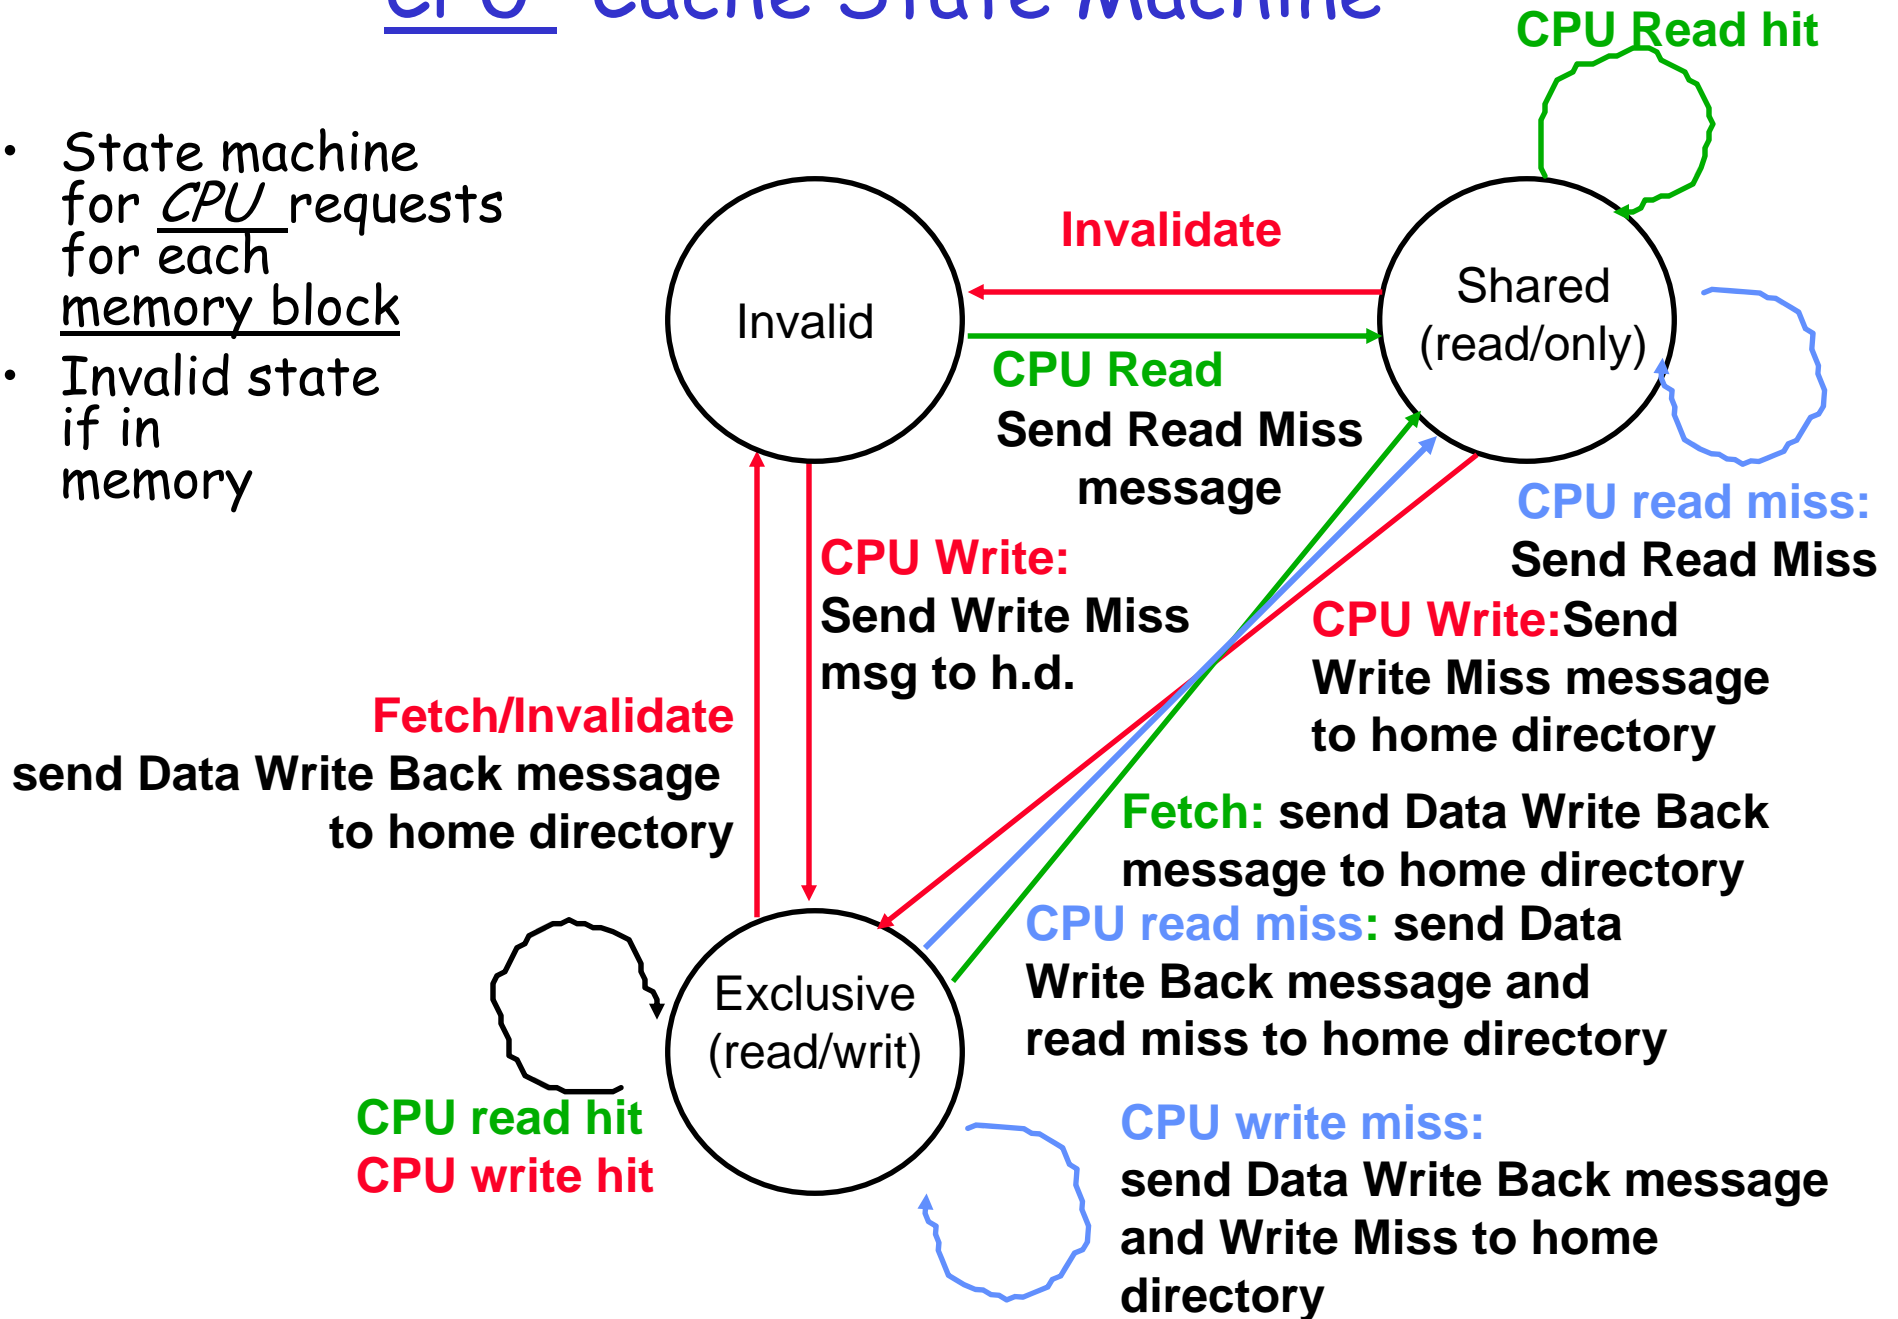 CPU Cache State Machine
CPU Read hit
• State machine
for CPU requests
for each
memory block
• Invalid state
if in
memory
Invalidate
Invalid
Shared
(read/only)
CPU Read
Send Read Miss
message
CPU read miss:
Send Read Miss
CPU Write:
Send Write Miss
msg to h.d.
CPU Write:Send
Write Miss message
to home directory
Fetch/Invalidate
send Data Write Back message
to home directory
Fetch: send Data Write Back
message to home directory
CPU read miss: send Data
Write Back message and
read miss to home directory
Exclusive
(read/writ)
CPU read hit
CPU write hit
CPU write miss:
send Data Write Back message
and Write Miss to home
directory